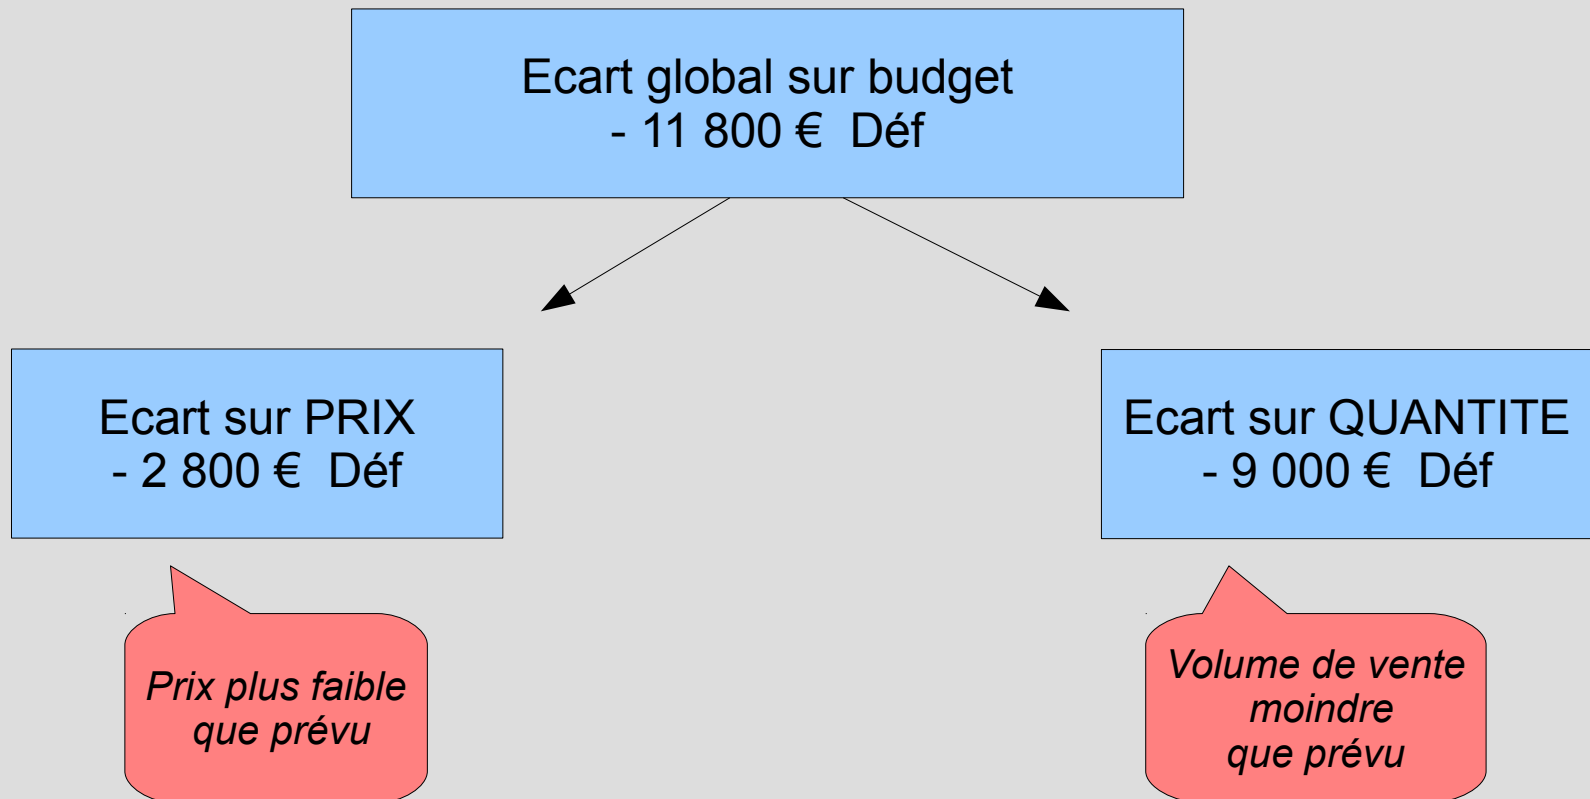 Ecart global sur budget
- 11 800 € Déf
Ecart sur PRIX
- 2 800 € Déf
Ecart sur QUANTITE
- 9 000 € Déf
Prix plus faible
que prévu
Volume de vente
moindre
que prévu